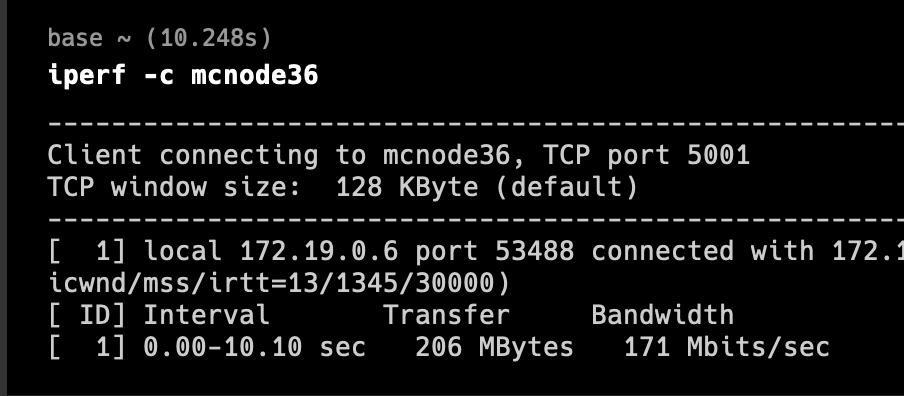 base ~ (10.248s)
iperf -c mcnode36
------------------------------------------------------------
Client connecting to mcnode36, TCP port 5001
TCP window size:  128 KByte (default)
------------------------------------------------------------
[  1] local 172.19.0.6 port 53488 connected with 172.1
icwnd/mss/irtt=13/1345/30000)
[ ID] Interval       Transfer     Bandwidth
[  1] 0.00-10.10 sec   206 MBytes   171 Mbits/sec